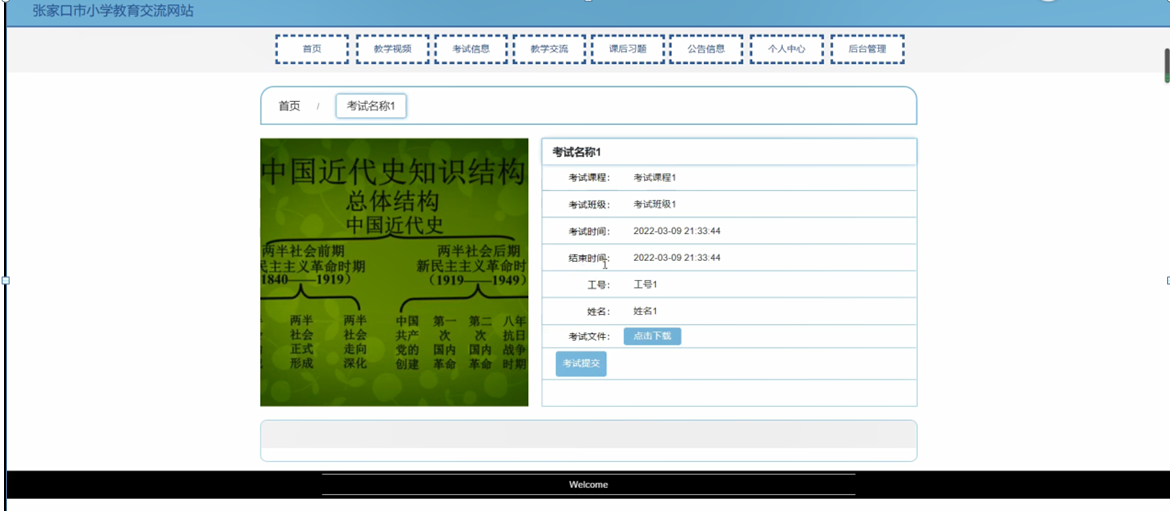 张家口市小学教育交流网站
首页 教学视频 考试信息 教学交流 课后习题 公告信息 个人中心 后台管理
首页 / 考试名称1
中国近代史知识结构
总体结构
中国近代史
两半社会前期 两半社会后期
民主主义革命时期 新民主主义革命时
1840——1919） （1919——1949）
两半社会正式形成 两半社会走向深化 中国共产党的创建 第一次国内革命 第二次国内革命 八年抗日战争时期
考试名称1
考试课程： 考试课程1
考试班级： 考试班级1
考试时间： 2022-03-09 21:33:44
结束时间： 2022-03-09 21:33:44
工号： 工号1
姓名： 姓名1
考试文件： 点击下载
考试提交
Welcome